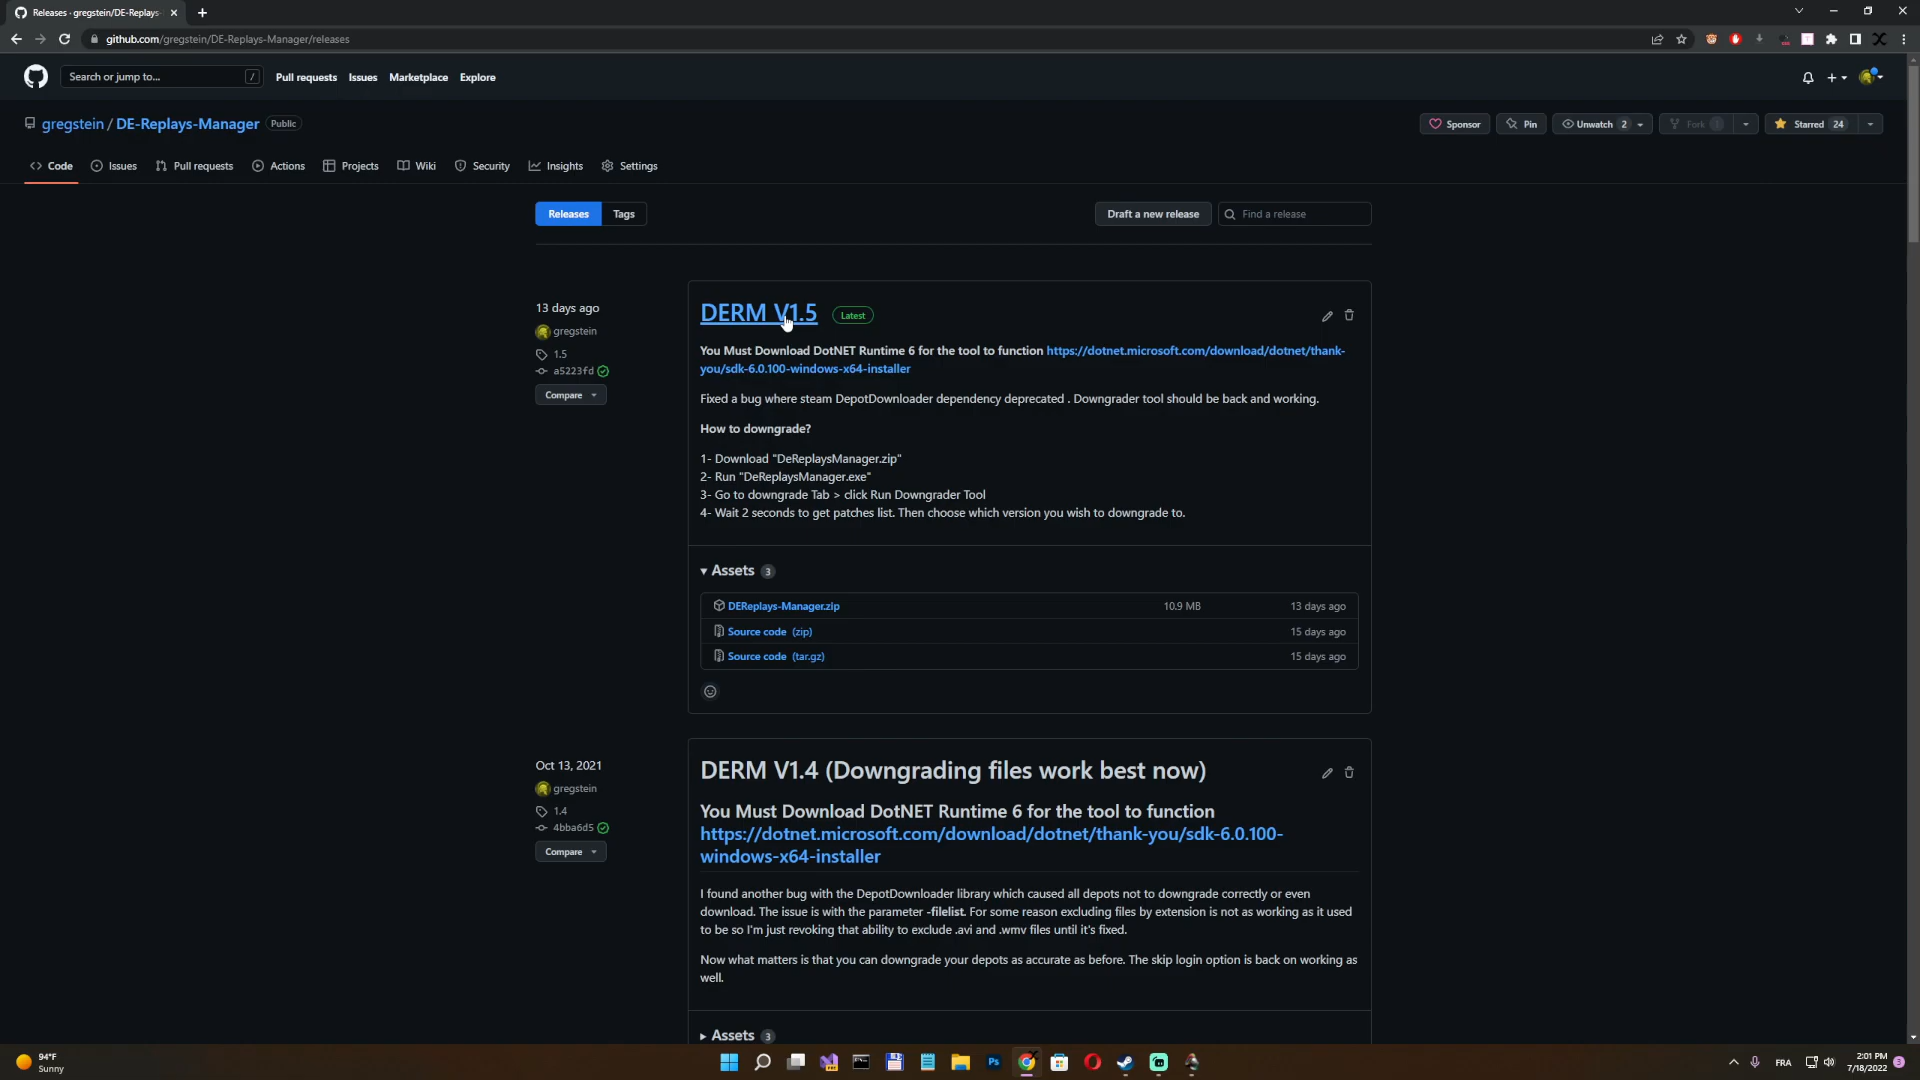 Releases · gregstein/DE-Replays-
github.com/gregstein/DE-Replays-Manager/releases
Search or jump to... /
Pull requests Issues Marketplace Explore
gregstein / DE-Replays-Manager Public
Sponsor Pin Unwatch 2 Fork Starred 24
Code Issues Pull requests Actions Projects Wiki Security Insights Settings
Releases Tags
Draft a new release Find a release
13 days ago
gregstein
1.5
a5223fd
Compare
DERM V1.5 Latest
You Must Download DotNET Runtime 6 for the tool to function https://dotnet.microsoft.com/download/dotnet/thank-
you/sdk-6.0.100-windows-x64-installer
Fixed a bug where steam DepotDownloader dependency deprecated . Downgrader tool should be back and working.
How to downgrade?
1- Download "DeReplaysManager.zip"
2- Run "DeReplaysManager.exe"
3- Go to downgrade Tab > click Run Downgrader Tool
4- Wait 2 seconds to get patches list. Then choose which version you wish to downgrade to.
Assets 3
DEReplays-Manager.zip 10.9 MB 13 days ago
Source code (zip) 15 days ago
Source code (tar.gz) 15 days ago
Oct 13, 2021
gregstein
1.4
4bba6d5
Compare
DERM V1.4 (Downgrading files work best now)
You Must Download DotNET Runtime 6 for the tool to function
https://dotnet.microsoft.com/download/dotnet/thank-you/sdk-6.0.100-
windows-x64-installer
I found another bug with the DepotDownloader library which caused all depots not to downgrade correctly or even
download. The issue is with the parameter -filelist. For some reason excluding files by extension is not as working as it used
to be so I'm just revoking that ability to exclude .avi and .wmv files until it's fixed.
Now what matters is that you can downgrade your depots as accurate as before. The skip login option is back on working as
well.
Assets 3
94°F
Sunny
Ps
FRA
2:01 PM
7/18/2022
3